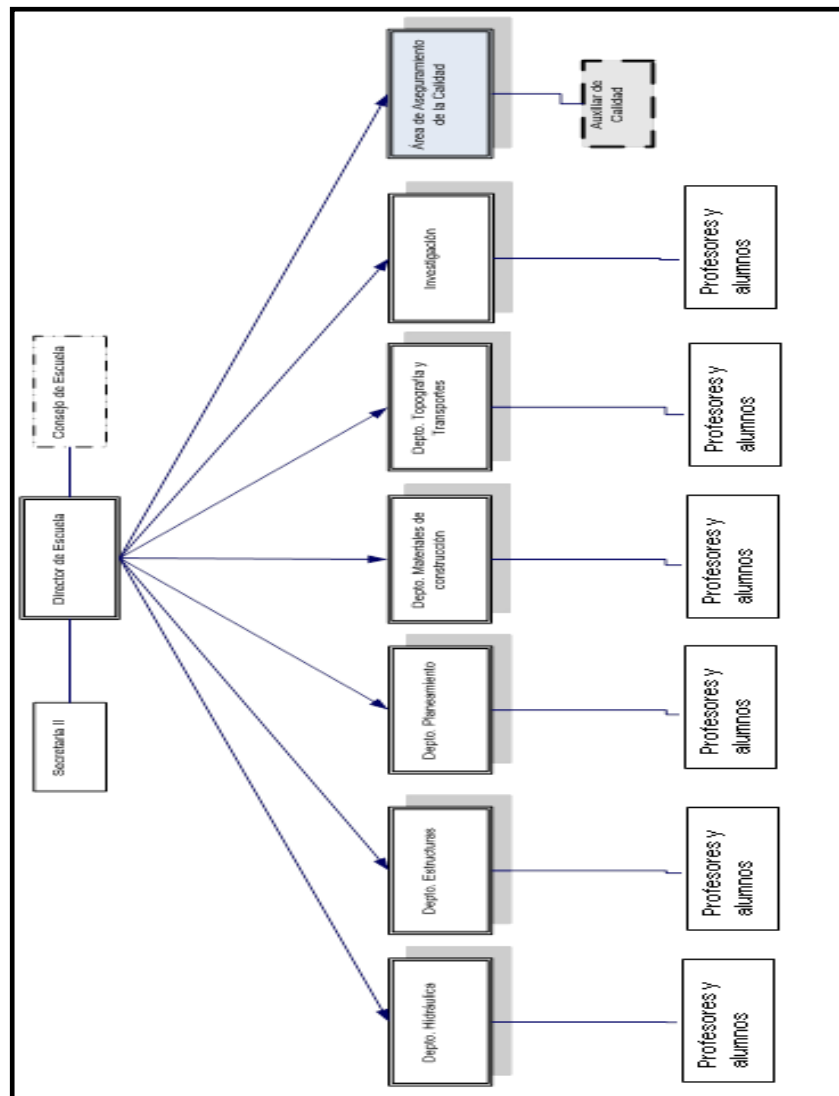 Secretaria II
Director de Escuela
Consejo de Escuela
Depto. Hidráulica
Depto. Estructuras
Depto. Planeamiento
Depto. Materiales de
construcción
Depto. Topografía y
Transportes
Investigación
Área de Aseguramiento
de la Calidad
Profesores y
alumnos
Profesores y
alumnos
Profesores y
alumnos
Profesores y
alumnos
Profesores y
alumnos
Profesores y
alumnos
Auxiliar de
Calidad